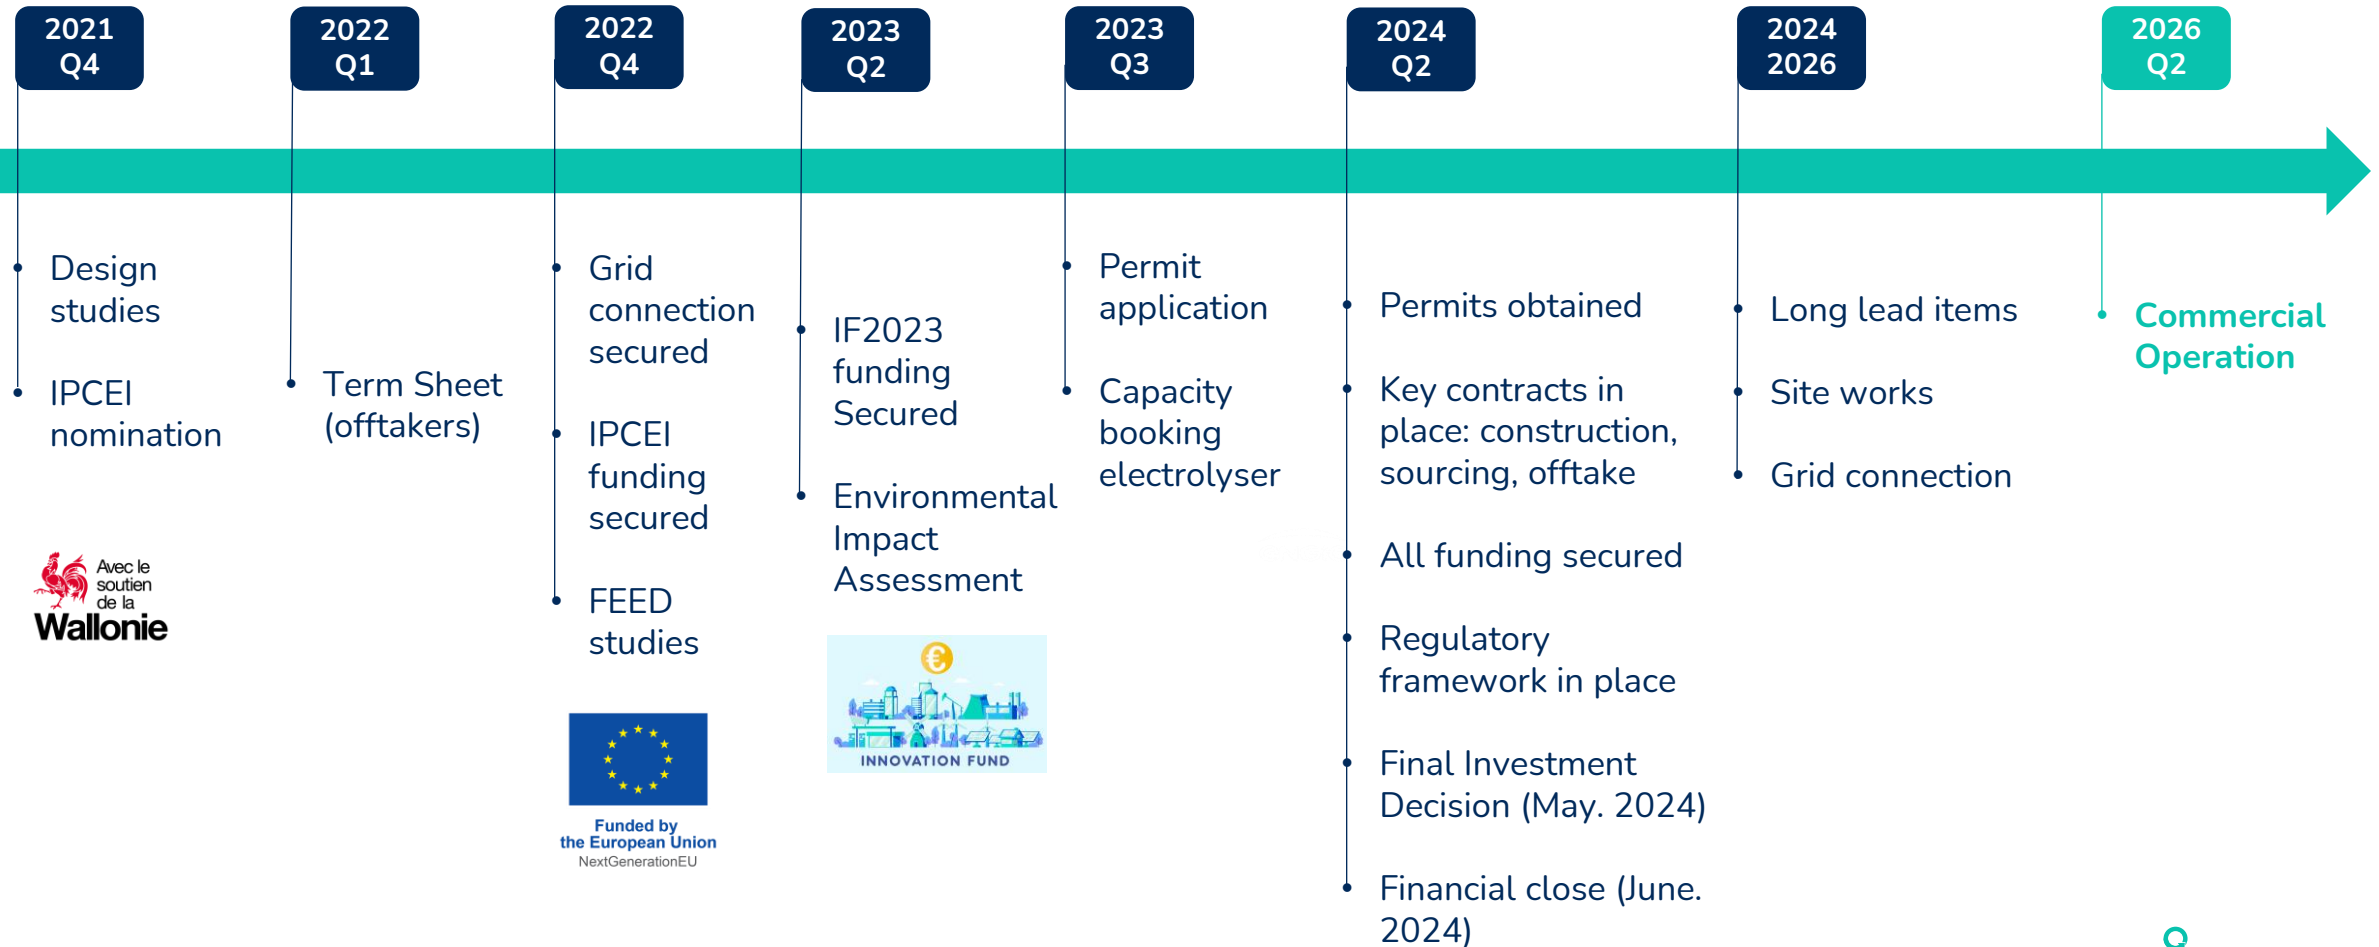 2021
Q4
2022
Q1
2022
Q4
2023
Q2
2023
Q3
2024
Q2
2024
2026
2026
Q2
Design
studies
IPCEI
nomination
Avec le
soutien
de la
Wallonie
Term Sheet
(offtakers)
Grid
connection
secured
IPCEI
funding
secured
FEED
studies
Funded by
the European Union
NextGenerationEU
IF2023
funding
Secured
Environmental
Impact
Assessment
€
INNOVATION FUND
Permit
application
Capacity
booking
electrolyser
Permits obtained
Key contracts in
place: construction,
sourcing, offtake
All funding secured
Regulatory
framework in place
Final Investment
Decision (May. 2024)
Financial close (June.
2024)
Long lead items
Site works
Grid connection
Commercial
Operation